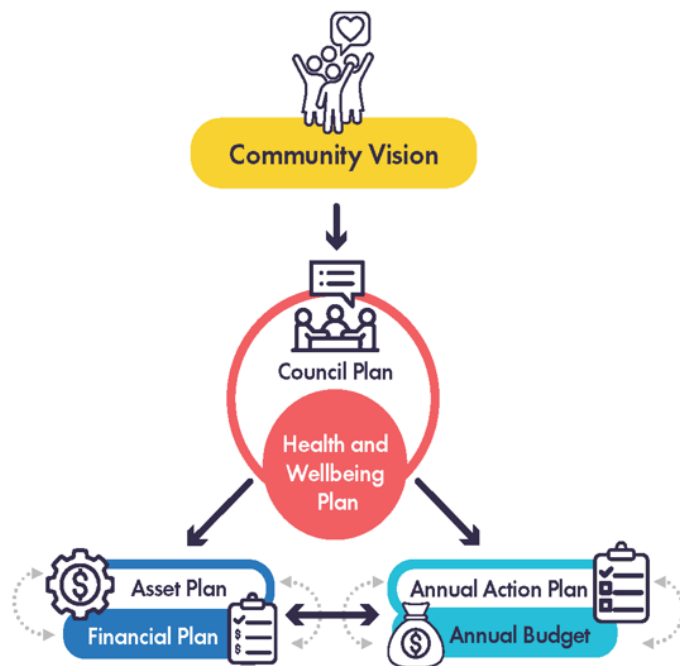 Community Vision
Council Plan
Health and
Wellbeing
Plan
Asset Plan
Financial Plan
Annual Action Plan
Annual Budget